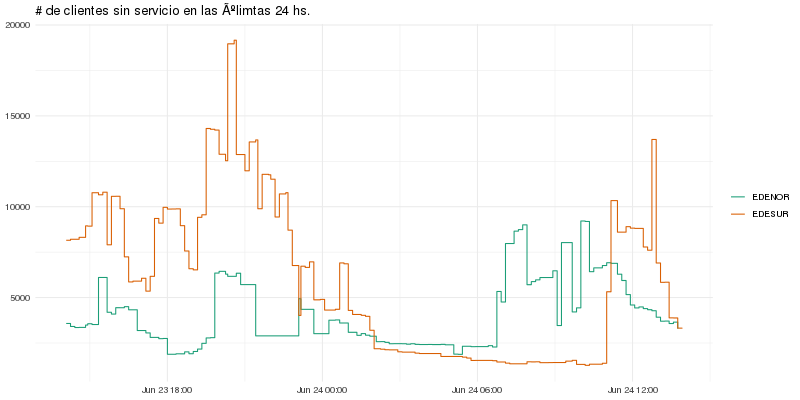 # de clientes sin servicio en las Ãºlimtas 24 hs.
20000
15000
10000
5000
Jun 23 18:00
Jun 24 00:00
Jun 24 06:00
Jun 24 12:00
EDENOR
EDESUR